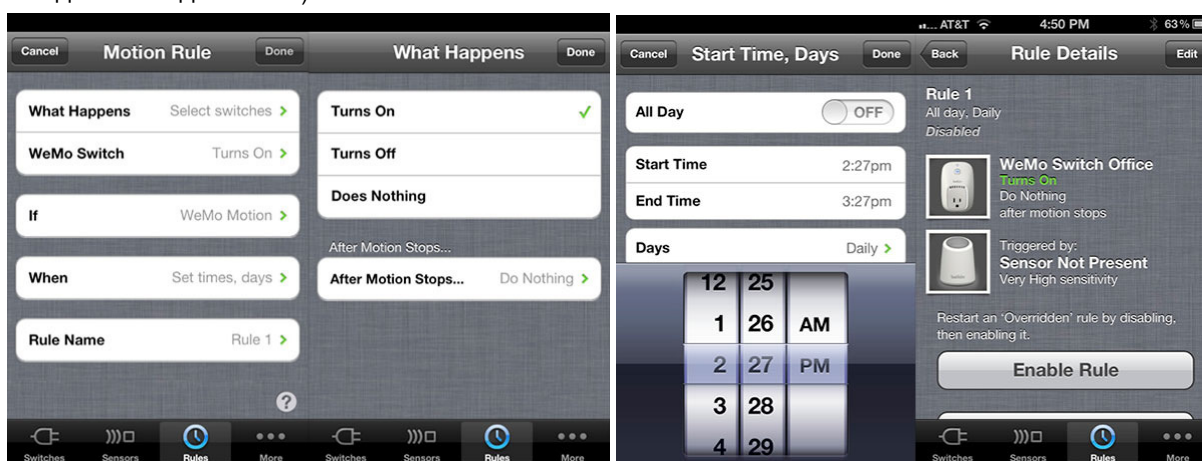 Cancel Motion Rule Done
What Happens Select switches >
WeMo Switch Turns On >
If WeMo Motion >
When Set times, days >
Rule Name Rule 1 >
?
Switches Sensors Rules More
What Happens Done
Turns On ✓
Turns Off
Does Nothing
After Motion Stops...
After Motion Stops... Do Nothing >
Switches Sensors Rules More
Cancel Start Time, Days Done
All Day OFF
Start Time 2:27pm
End Time 3:27pm
Days Daily >
12 25
1 26 AM
2 27 PM
3 28
4 29
AT&T 4:50 PM 63%
Back Rule Details Edit
Rule 1
All day, Daily
Disabled
WeMo Switch Office
Turns On
Do Nothing
after motion stops
Triggered by:
Sensor Not Present
Very High sensitivity
Restart an 'Overridden' rule by disabling,
then enabling it.
Enable Rule
Switches Sensors Rules More